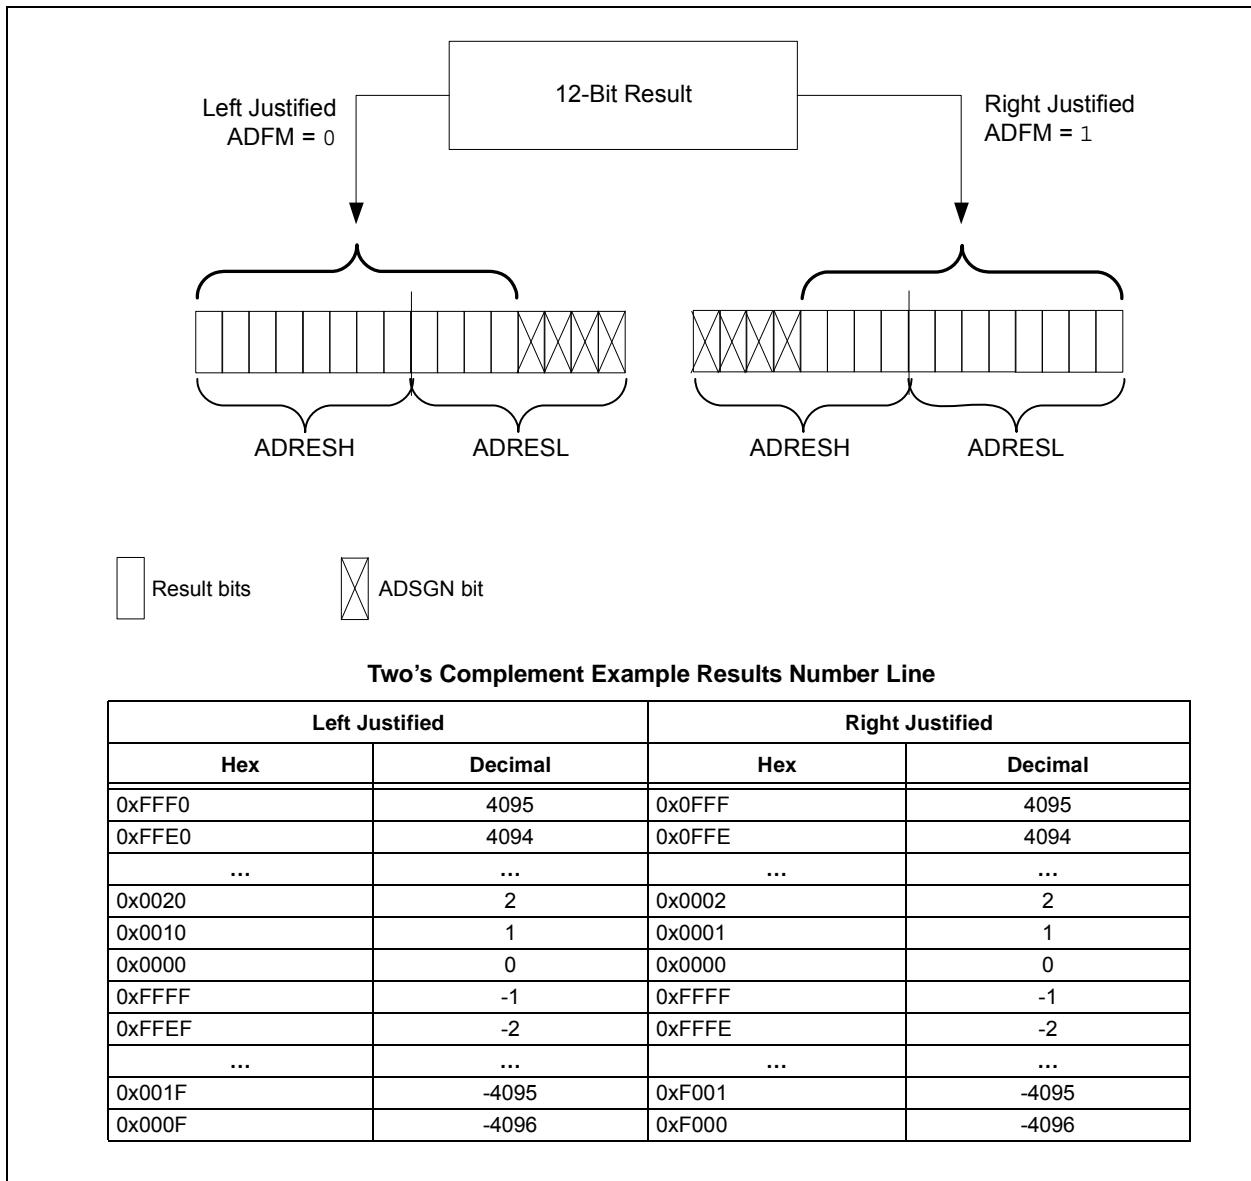 12-Bit Result
Left Justified
ADFM = 0
Right Justified
ADFM = 1
ADRESH
ADRESL
ADRESH
ADRESL
Result bits
ADSGN bit
Two’s Complement Example Results Number Line
Left Justified Right Justified
Hex Decimal Hex Decimal
0xFFF0 4095 0x0FFF 4095
0xFFE0 4094 0x0FFE 4094
... ... ... ...
0x0020 2 0x0002 2
0x0010 1 0x0001 1
0x0000 0 0x0000 0
0xFFFF -1 0xFFFF -1
0xFFEF -2 0xFFFE -2
... ... ... ...
0x001F -4095 0xF001 -4095
0x000F -4096 0xF000 -4096